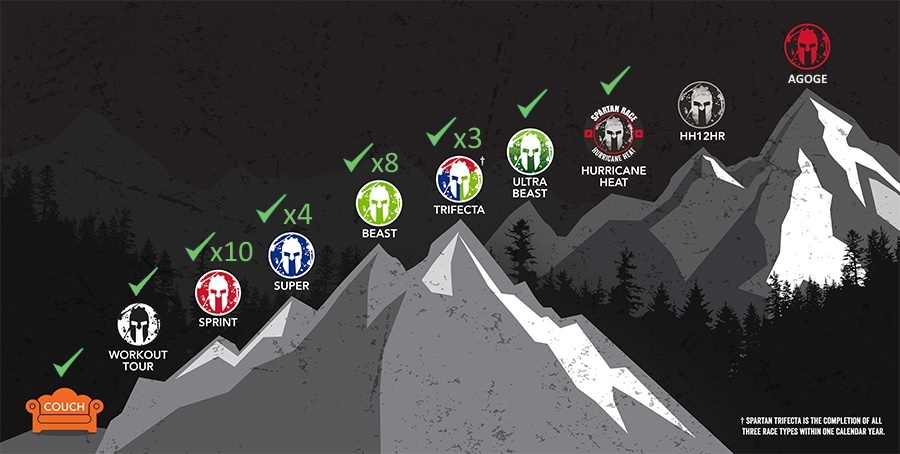 AGOGE
HH12HR
SPARTAN RACE
HURRICANE HEAT
HURRICANE
HEAT
ULTRA
BEAST
x3
†
TRIFECTA
x8
BEAST
x4
SUPER
x10
SPRINT
WORKOUT
TOUR
COUCH
† SPARTAN TRIFECTA IS THE COMPLETION OF ALL
THREE RACE TYPES WITHIN ONE CALENDAR YEAR.